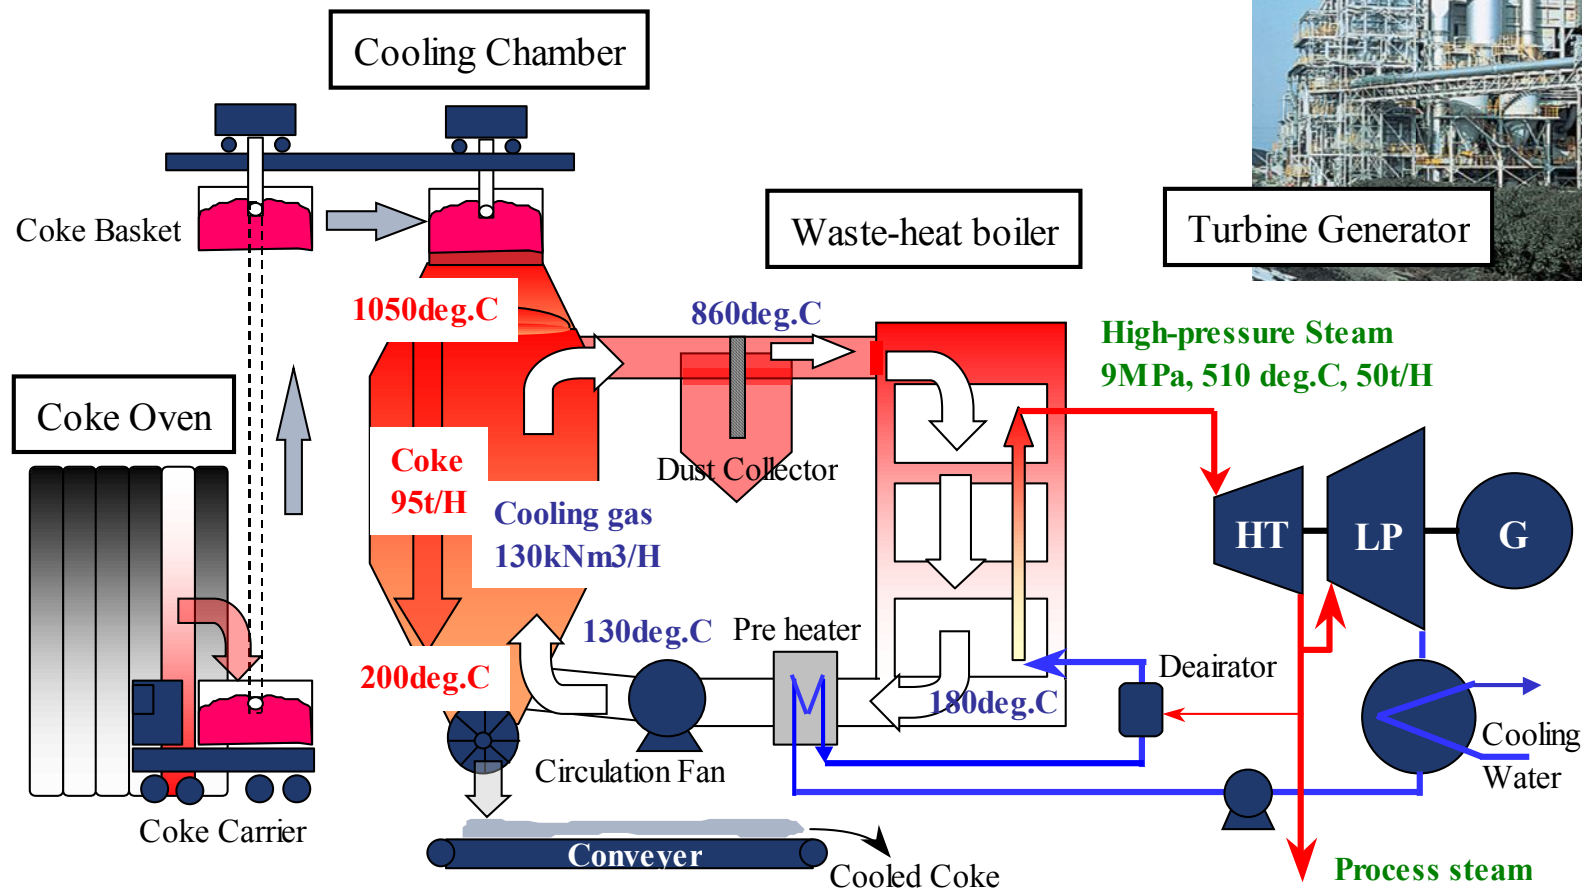 Cooling Chamber
Coke Basket
Waste-heat boiler
Turbine Generator
1050deg.C
860deg.C
High-pressure Steam
9MPa, 510 deg.C, 50t/H
Coke Oven
Coke
95t/H
Dust Collector
Cooling gas
130kNm3/H
HT
LP
G
130deg.C
Pre heater
200deg.C
180deg.C
Deairator
Cooling
Water
Circulation Fan
Coke Carrier
Conveyer
Cooled Coke
Process steam